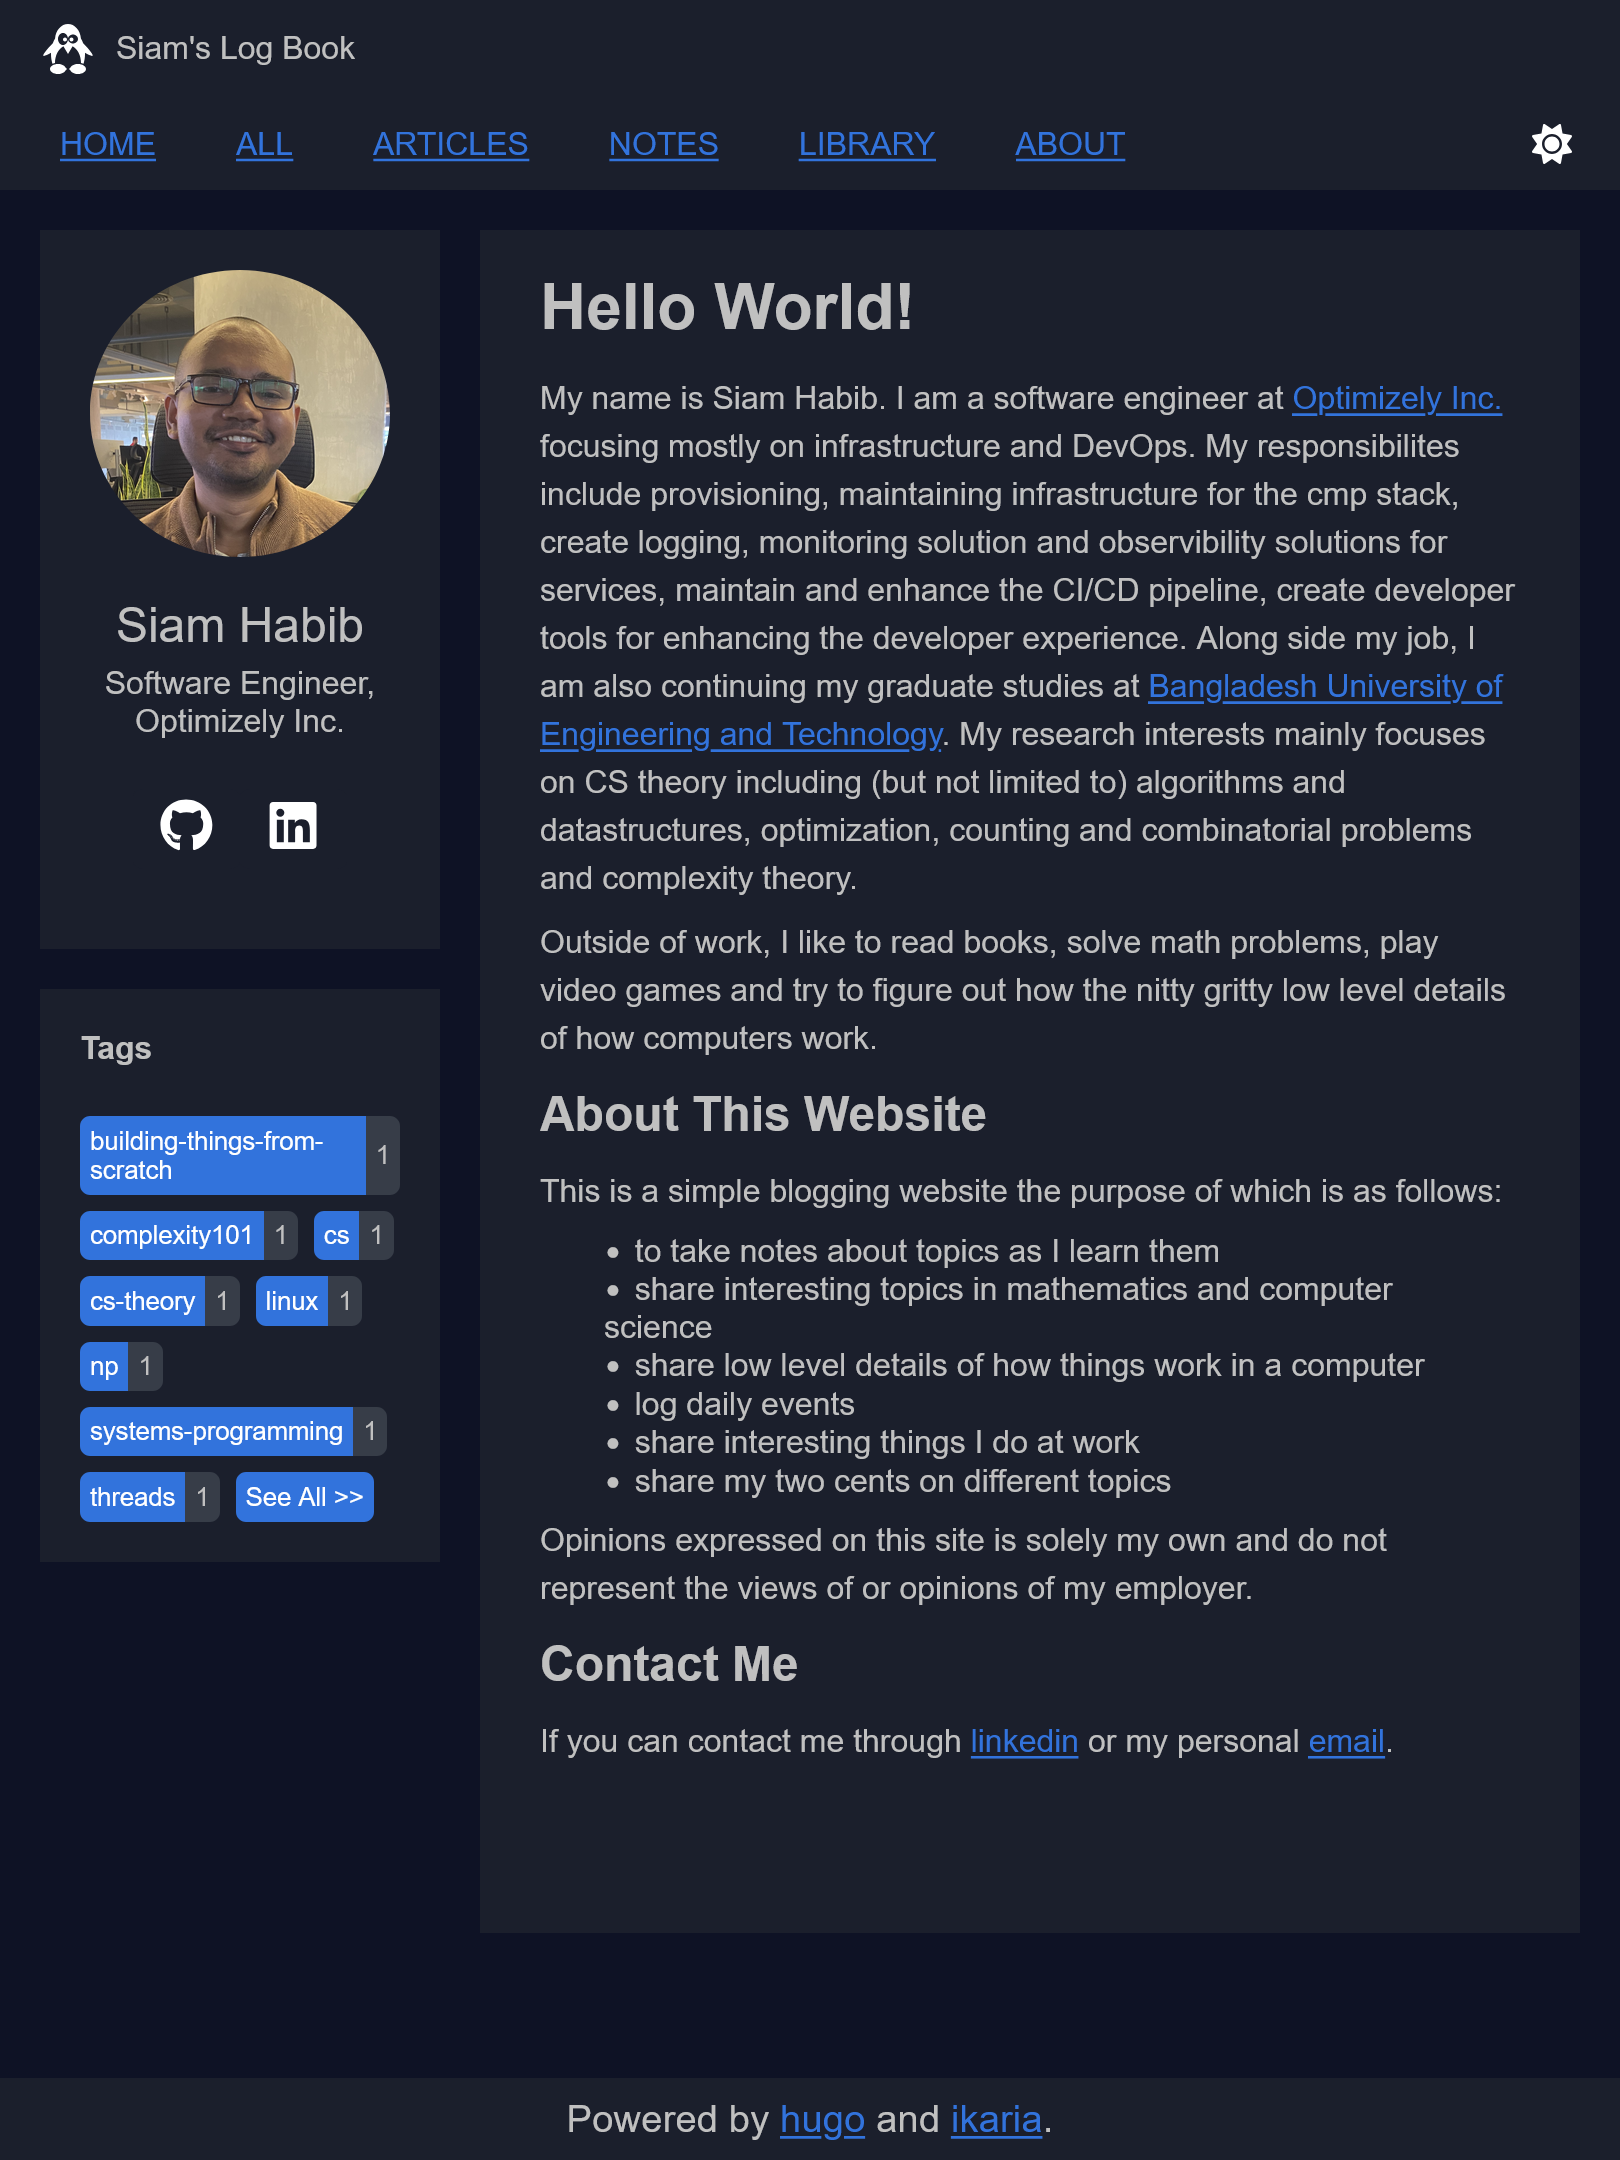 Siam's Log Book
HOME ALL ARTICLES NOTES LIBRARY ABOUT
Siam Habib
Software Engineer,
Optimizely Inc.
Tags
building-things-from-
scratch 1
complexity101 1 cs 1
cs-theory 1 linux 1
np 1
systems-programming 1
threads 1 See All >>
Hello World!
My name is Siam Habib. I am a software engineer at Optimizely Inc.
focusing mostly on infrastructure and DevOps. My responsibilites
include provisioning, maintaining infrastructure for the cmp stack,
create logging, monitoring solution and observibility solutions for
services, maintain and enhance the CI/CD pipeline, create developer
tools for enhancing the developer experience. Along side my job, I
am also continuing my graduate studies at Bangladesh University of
Engineering and Technology. My research interests mainly focuses
on CS theory including (but not limited to) algorithms and
datastructures, optimization, counting and combinatorial problems
and complexity theory.
Outside of work, I like to read books, solve math problems, play
video games and try to figure out how the nitty gritty low level details
of how computers work.
About This Website
This is a simple blogging website the purpose of which is as follows:
• to take notes about topics as I learn them
• share interesting topics in mathematics and computer
science
• share low level details of how things work in a computer
• log daily events
• share interesting things I do at work
• share my two cents on different topics
Opinions expressed on this site is solely my own and do not
represent the views of or opinions of my employer.
Contact Me
If you can contact me through linkedin or my personal email.
Powered by hugo and ikaria.